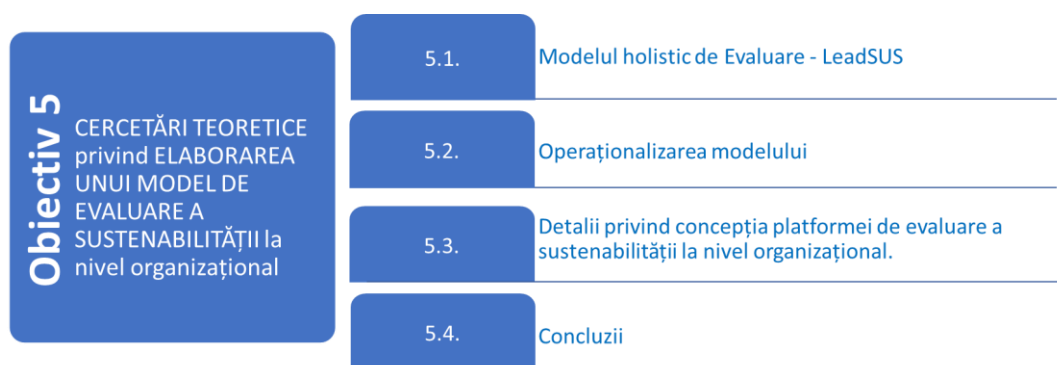 Obiectiv 5
CERCETĂRI TEORETICE
privind ELABORAREA
UNUI MODEL DE
EVALUARE A
SUSTENABILITĂȚII la
nivel organizațional
5.1.
Modelul holistic de Evaluare - LeadSUS
5.2.
Operaționalizarea modelului
5.3.
Detalii privind concepția platformei de evaluare a
sustenabilității la nivel organizațional.
5.4.
Concluzii